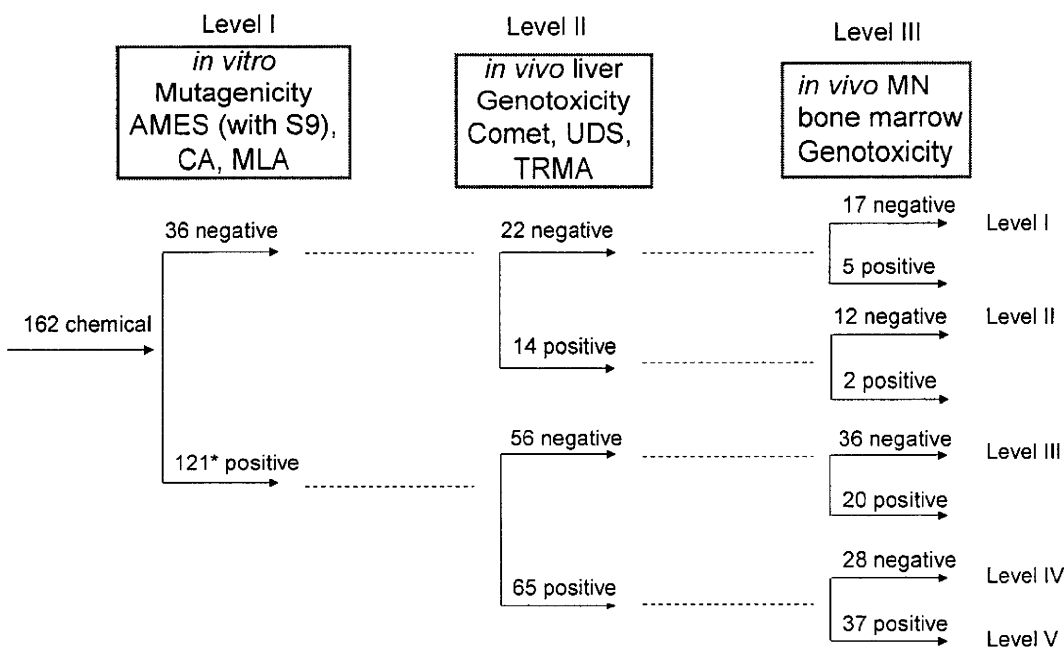 Level I
Level II
Level III
in vitro
Mutagenicity
AMES (with S9),
CA, MLA
in vivo liver
Genotoxicity
Comet, UDS,
TRMA
in vivo MN
bone marrow
Genotoxicity
36 negative
22 negative
17 negative
Level I
5 positive
162 chemical
14 positive
12 negative
Level II
2 positive
121* positive
56 negative
36 negative
Level III
20 positive
65 positive
28 negative
Level IV
37 positive
Level V